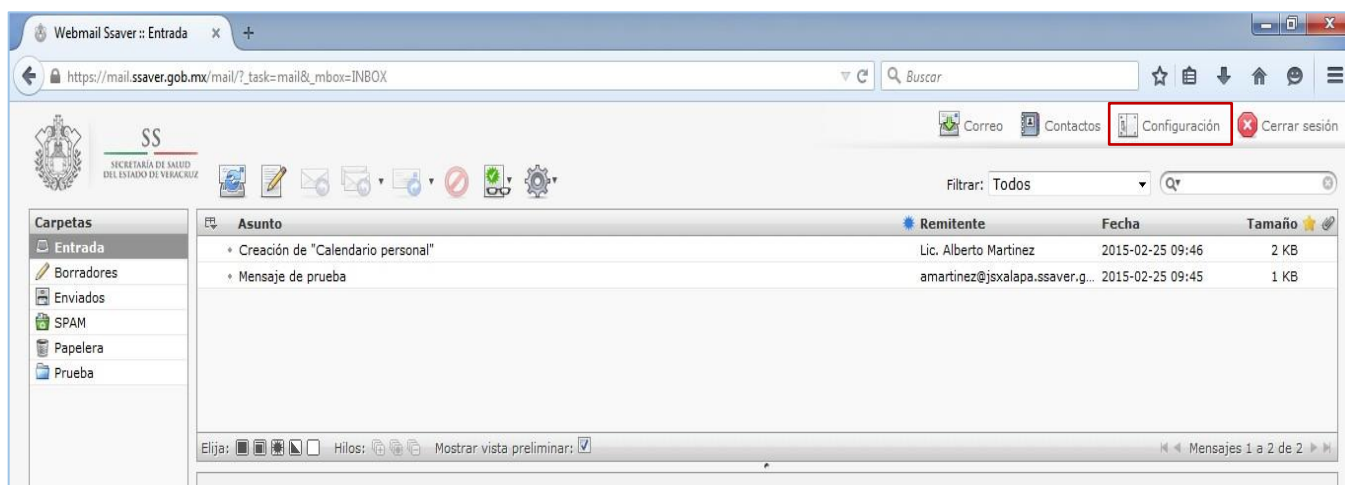 Webmail Ssaver :: Entrada
https://mail.ssaver.gob.mx/mail/?_task=mail&_mbox=INBOX
Buscar
Correo Contactos Configuración Cerrar sesión
SS
SECRETARÍA DE SALUD
DEL ESTADO DE VERACRUZ
Filtrar: Todos
Carpetas
Entrada
Borradores
Enviados
SPAM
Papelera
Prueba
Asunto Remitente Fecha Tamaño
Creación de "Calendario personal" Lic. Alberto Martinez 2015-02-25 09:46 2 KB
Mensaje de prueba amartinez@jsxalapa.ssaver.g... 2015-02-25 09:45 1 KB
Elija: Hilos: Mostrar vista preliminar: Mensajes 1 a 2 de 2